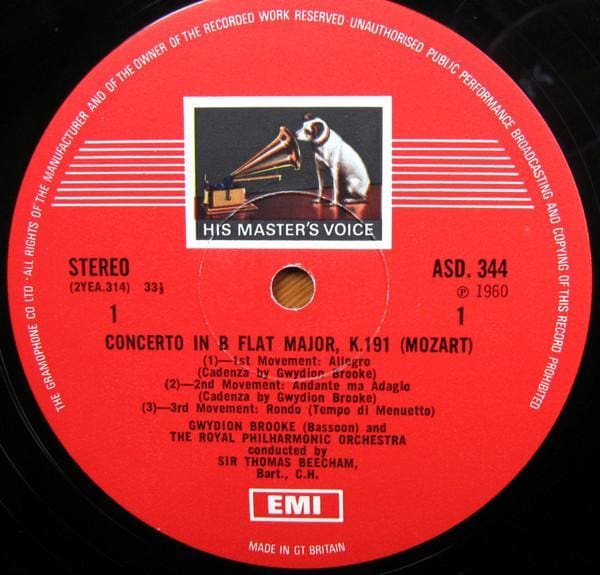 THE GRAMOPHONE CO LTD · ALL RIGHTS OF THE MANUFACTURER AND OF THE OWNER OF THE RECORDED WORK RESERVED · UNAUTHORISED PUBLIC PERFORMANCE BROADCASTING AND COPYING OF THIS RECORD PROHIBITED
HIS MASTER'S VOICE
STEREO
(2YEA.314) 33⅓
1
ASD. 344
℗ 1960
1
CONCERTO IN B FLAT MAJOR, K.191 (MOZART)
(1)—1st Movement: Allegro
(Cadenza by Gwydion Brooke)
(2)—2nd Movement: Andante ma Adagio
(Cadenza by Gwydion Brooke)
(3)—3rd Movement: Rondo (Tempo di Menuetto)
GWYDION BROOKE (Bassoon) and
THE ROYAL PHILHARMONIC ORCHESTRA
conducted by
SIR THOMAS BEECHAM,
Bart., C.H.
EMI
MADE IN GT. BRITAIN